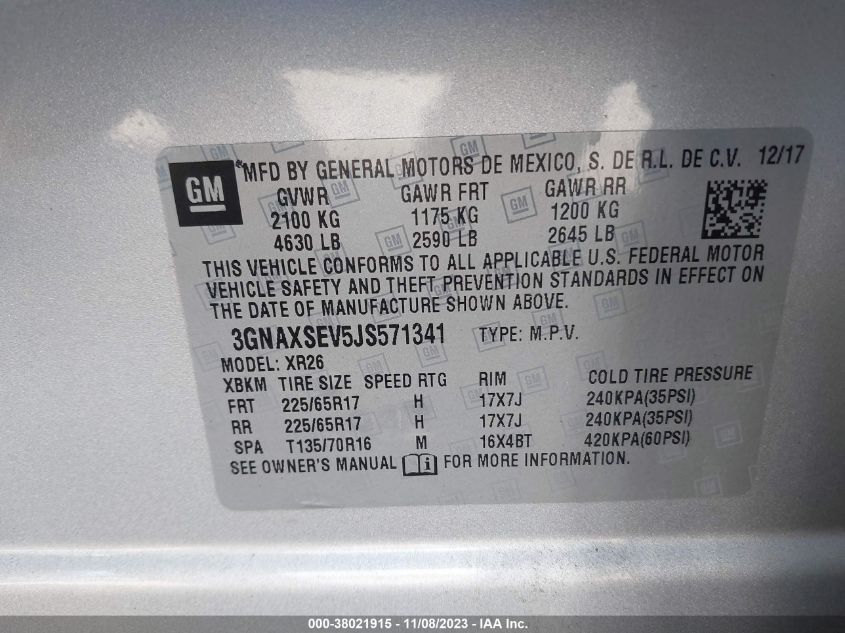 GM *MFD BY GENERAL MOTORS DE MEXICO, S. DE R.L. DE C.V. 12/17
GVWR GAWR FRT GAWR RR
2100 KG 1175 KG 1200 KG
4630 LB 2590 LB 2645 LB
THIS VEHICLE CONFORMS TO ALL APPLICABLE U.S. FEDERAL MOTOR
VEHICLE SAFETY AND THEFT PREVENTION STANDARDS IN EFFECT ON
THE DATE OF MANUFACTURE SHOWN ABOVE.
3GNAXSEV5JS571341 TYPE: M.P.V.
MODEL: XR26
XBKM TIRE SIZE SPEED RTG RIM COLD TIRE PRESSURE
FRT 225/65R17 H 17X7J 240KPA(35PSI)
RR 225/65R17 H 17X7J 240KPA(35PSI)
SPA T135/70R16 M 16X4BT 420KPA(60PSI)
SEE OWNER'S MANUAL FOR MORE INFORMATION.
000-38021915 - 11/08/2023 - IAA Inc.